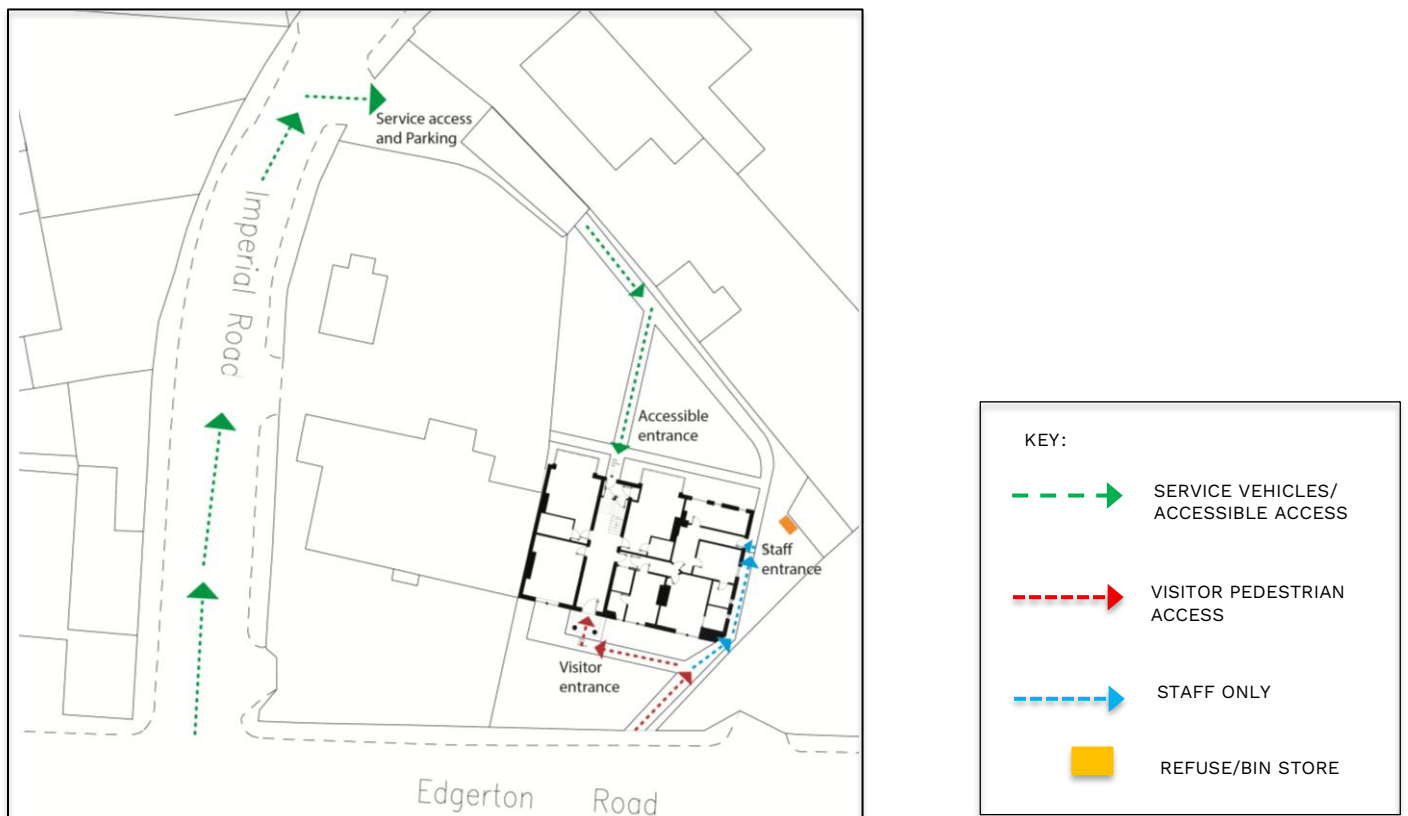 Service access
and Parking
Imperial Road
Accessible
entrance
Staff
entrance
Visitor
entrance
Edgerton Road
KEY:
SERVICE VEHICLES/
ACCESSIBLE ACCESS
VISITOR PEDESTRIAN
ACCESS
STAFF ONLY
REFUSE/BIN STORE